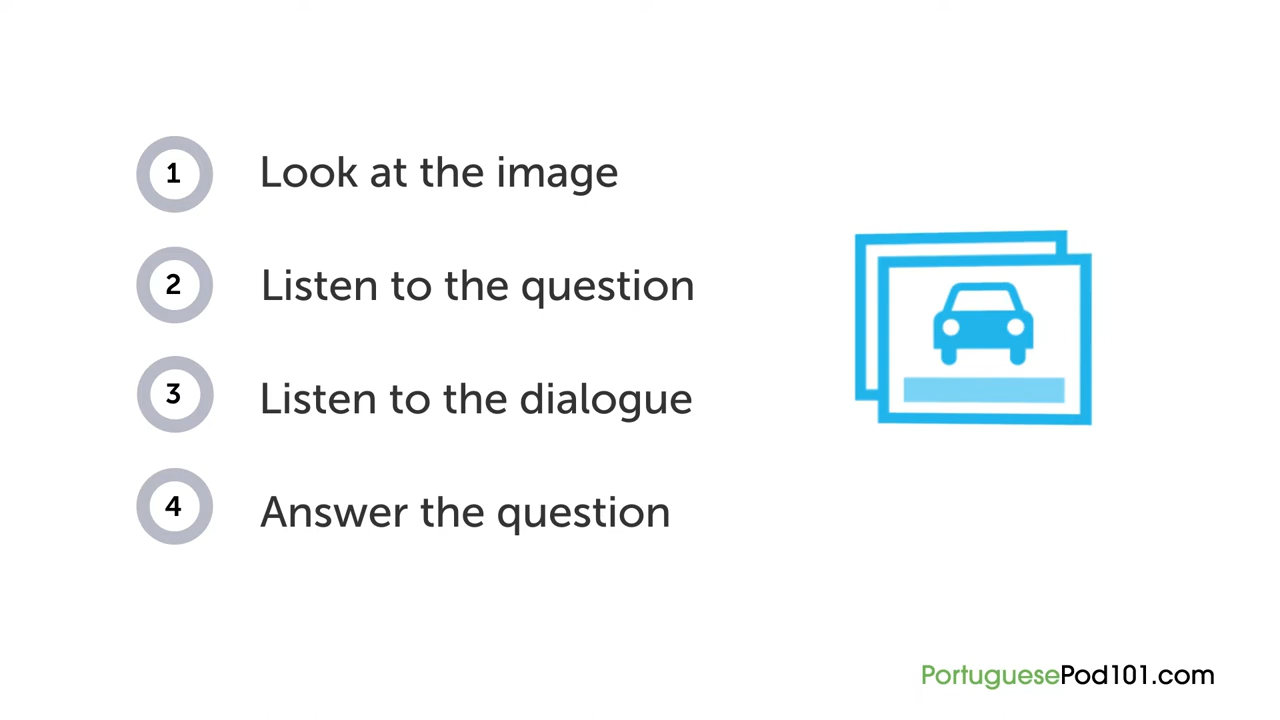 1 Look at the image
2 Listen to the question
3 Listen to the dialogue
4 Answer the question
PortuguesePod101.com